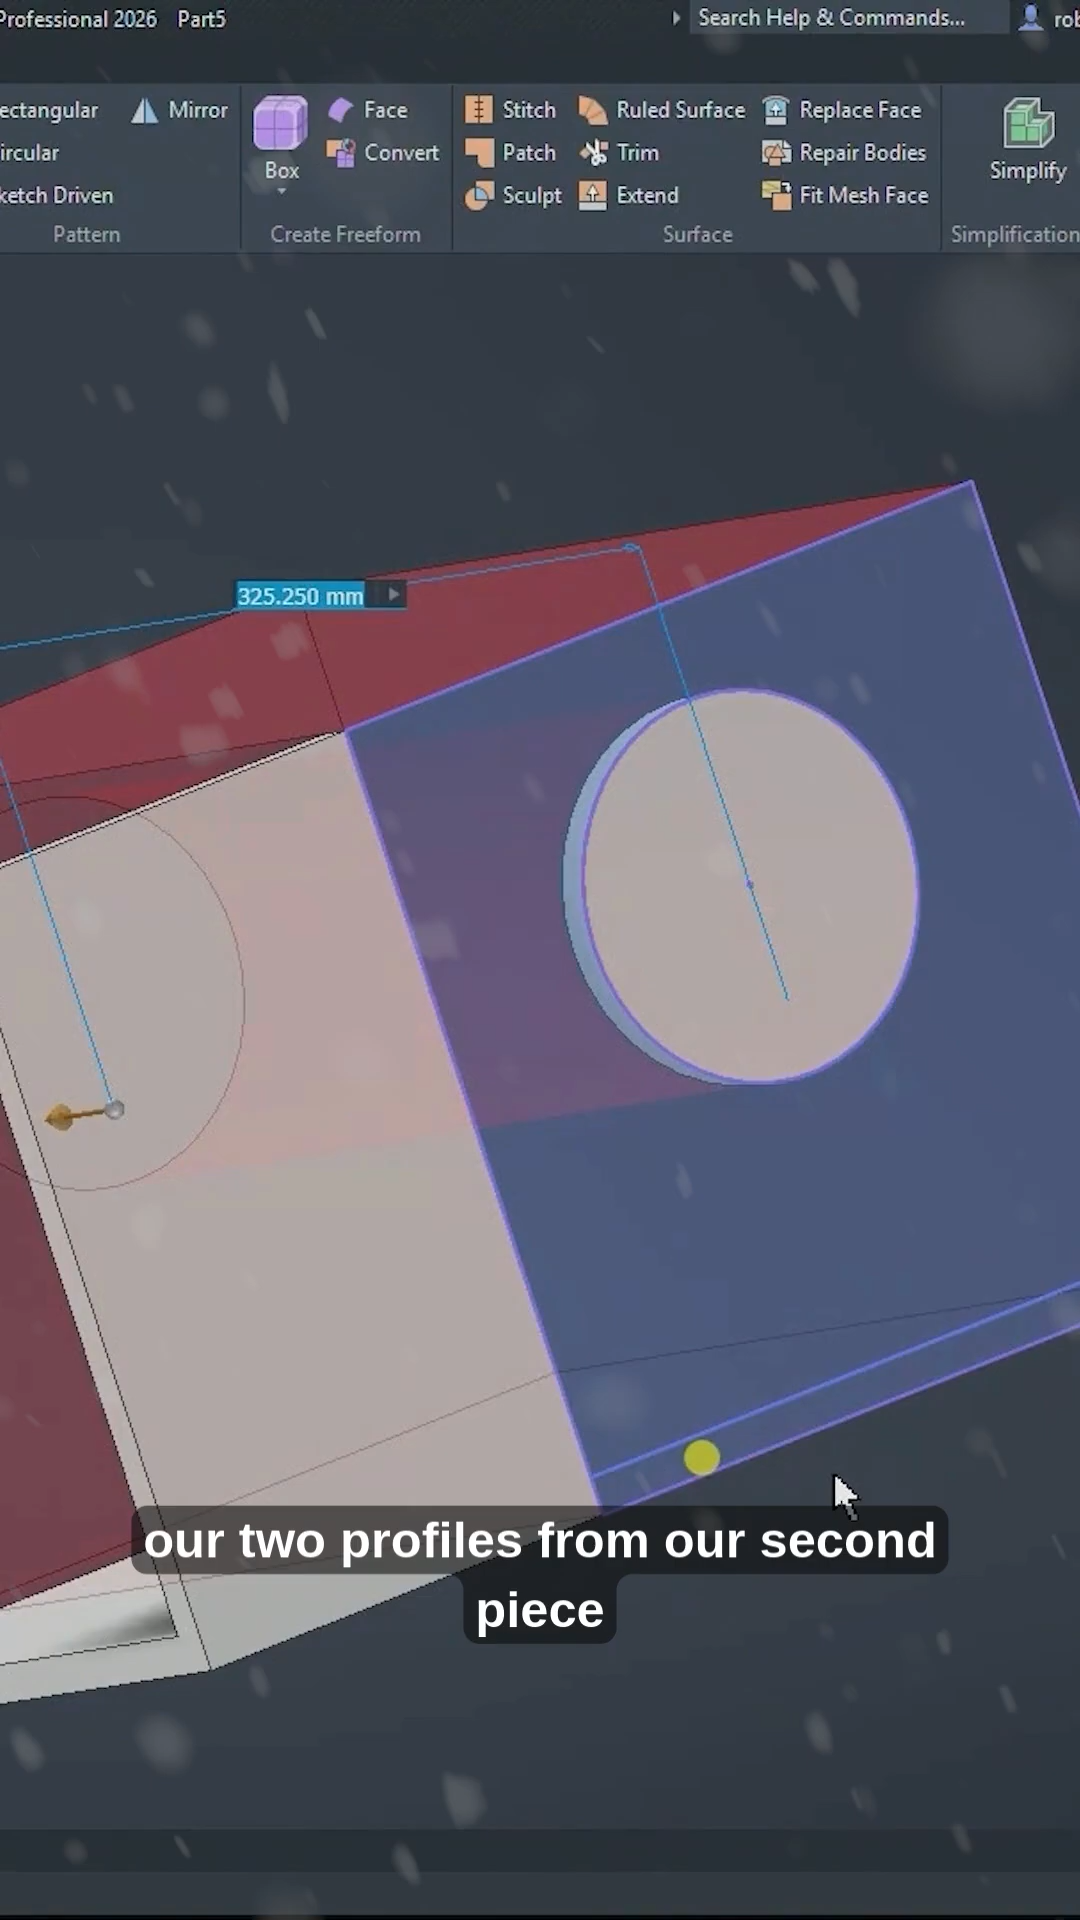 Professional 2026 Part5
Search Help & Commands...
rob
ectangular Mirror
ircular
ketch Driven
Pattern
Box
Face
Convert
Create Freeform
Stitch Ruled Surface Replace Face
Patch Trim Repair Bodies
Sculpt Extend Fit Mesh Face
Surface
Simplify
Simplification
325.250 mm
our two profiles from our second
piece